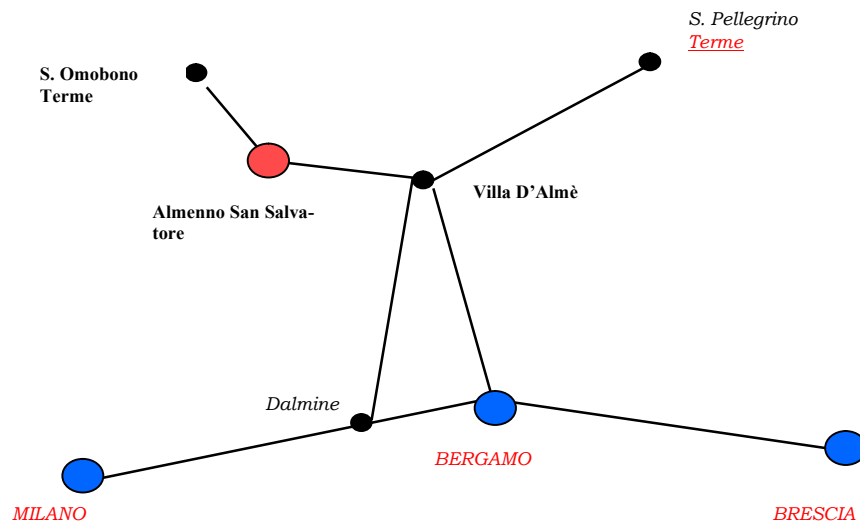 S. Pellegrino
Terme
S. Omobono
Terme
Villa D’Almè
Almenno San Salva-
tore
Dalmine
BERGAMO
MILANO
BRESCIA